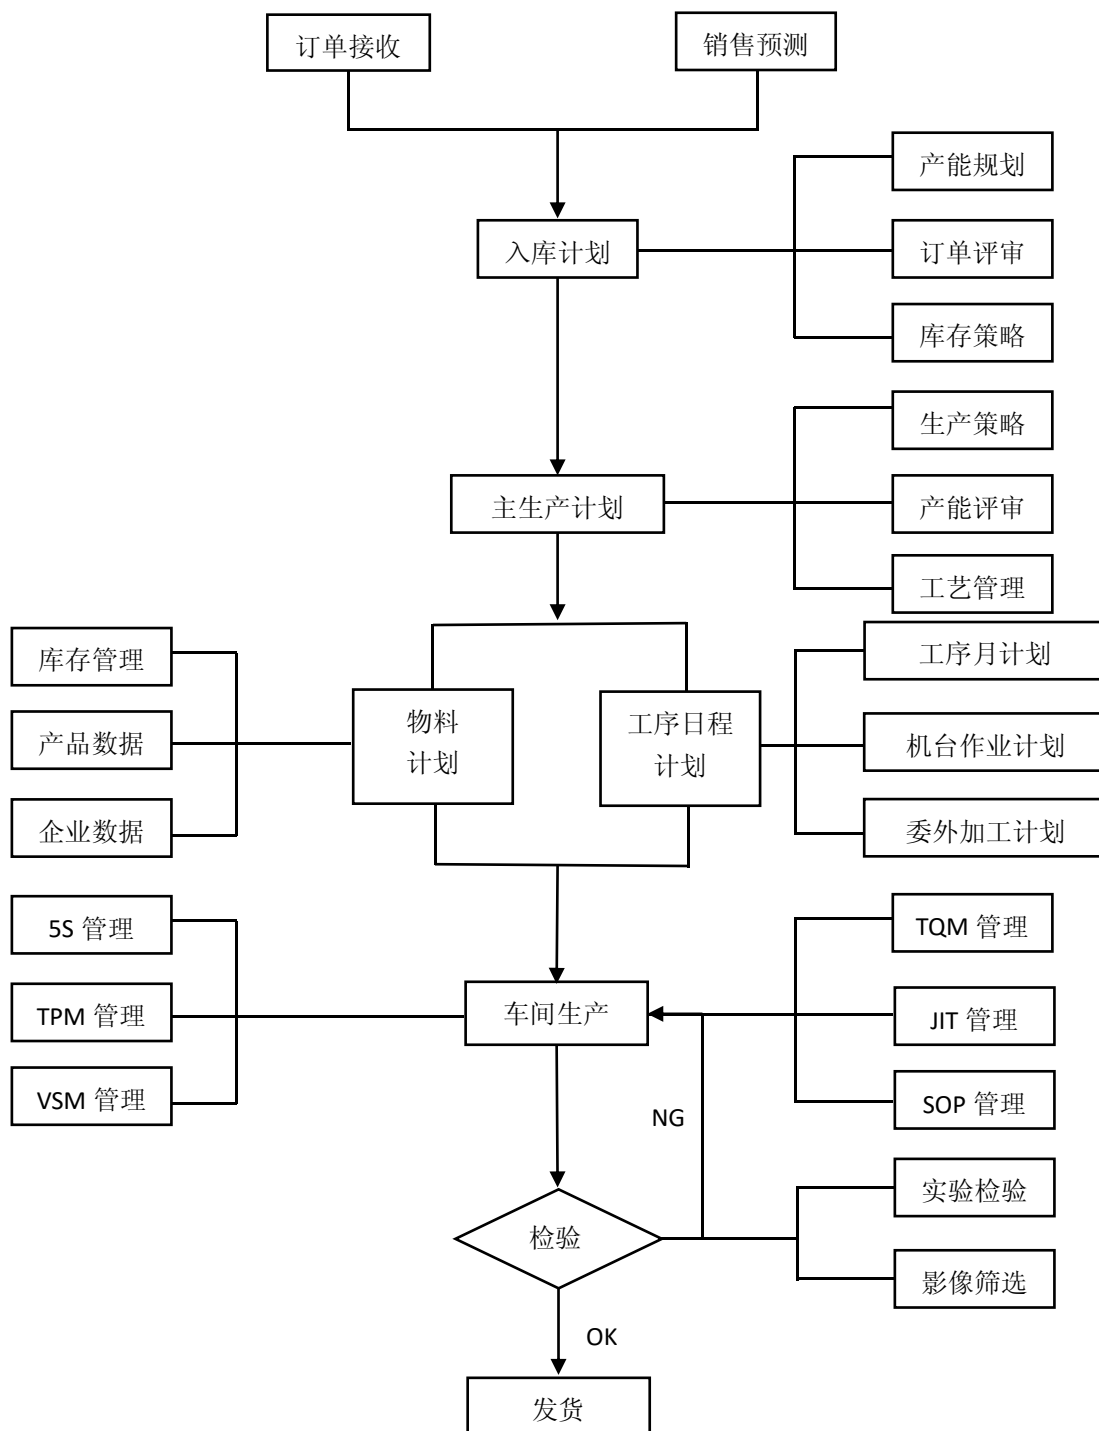 订单接收
销售预测
产能规划
入库计划
订单评审
库存策略
生产策略
主生产计划
产能评审
工艺管理
库存管理
工序月计划
物料
计划
工序日程
计划
产品数据
机台作业计划
企业数据
委外加工计划
5S 管理
TQM 管理
TPM 管理
车间生产
JIT 管理
VSM 管理
SOP 管理
NG
实验检验
检验
影像筛选
OK
发货